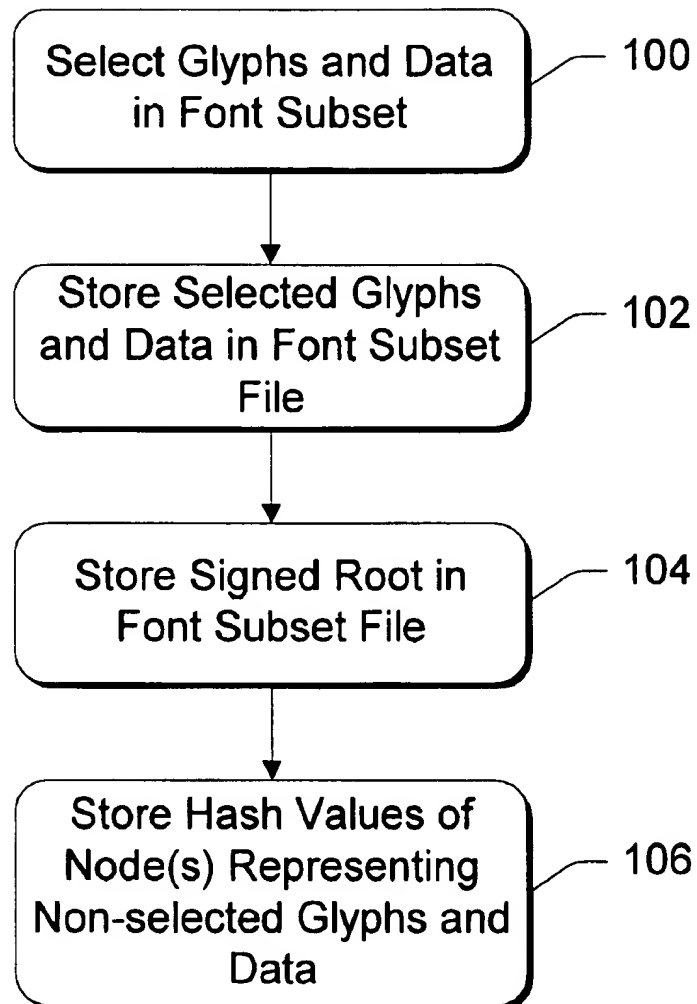 Select Glyphs and Data
in Font Subset
100
Store Selected Glyphs
and Data in Font Subset
File
102
Store Signed Root in
Font Subset File
104
Store Hash Values of
Node(s) Representing
Non-selected Glyphs and
Data
106